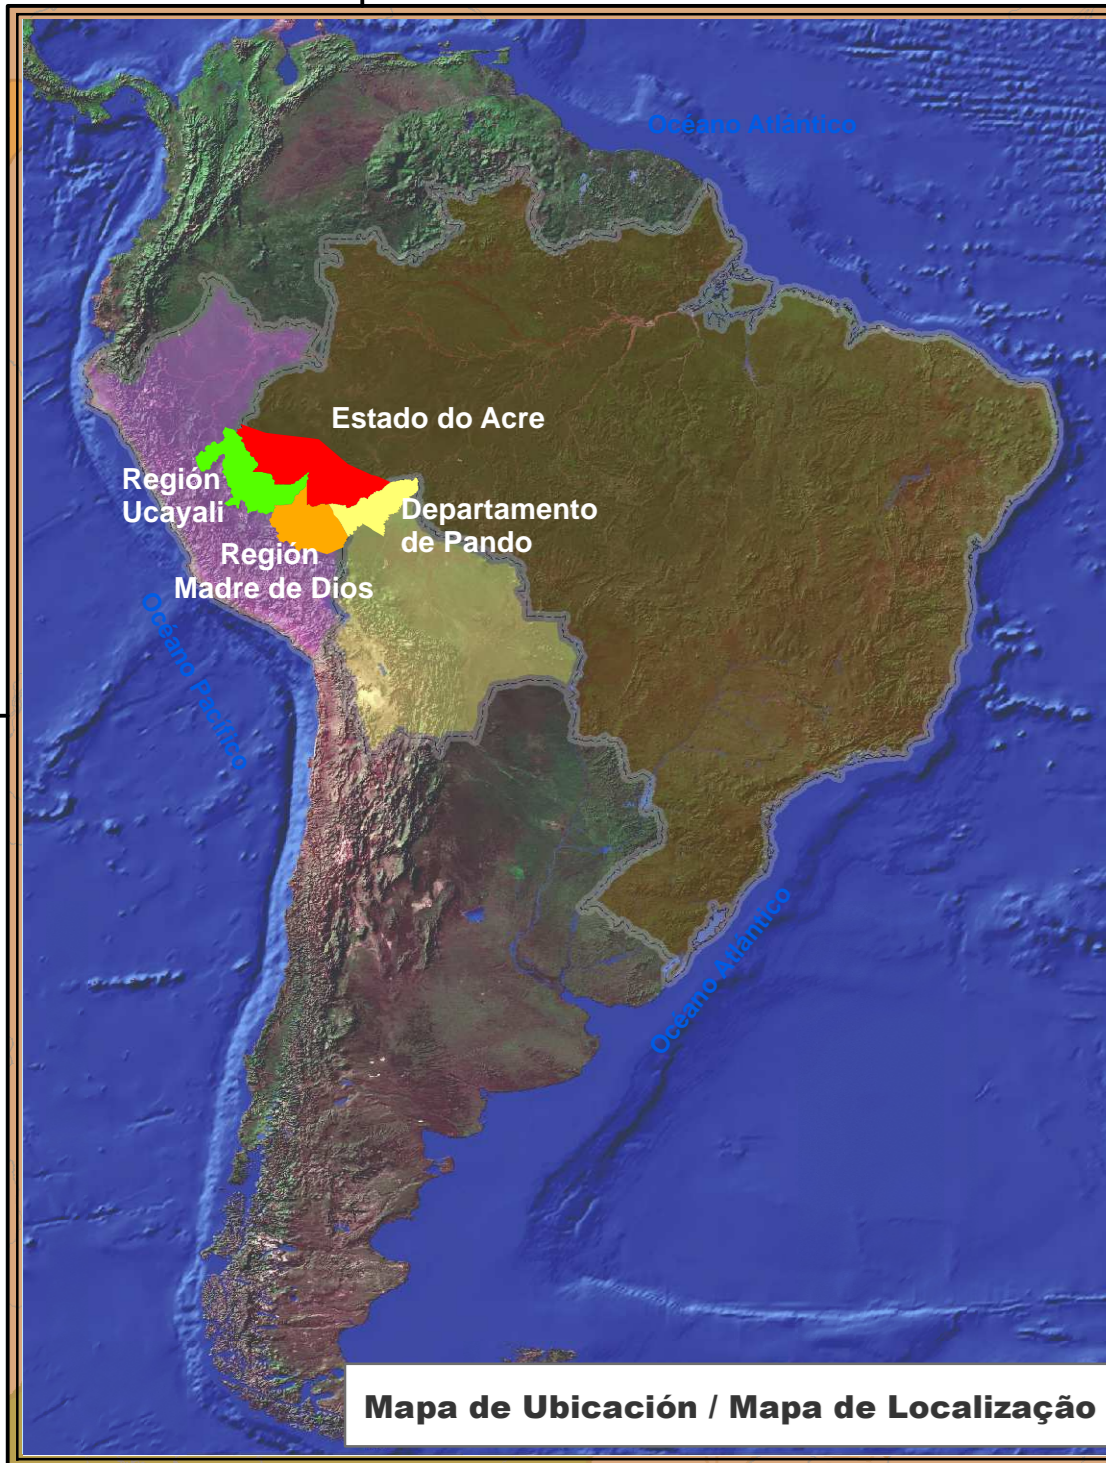 Océano Atlántico
Estado do Acre
Región
Ucayali
Departamento
de Pando
Región
Madre de Dios
Océano Pacífico
Océano Atlántico
Mapa de Ubicación / Mapa de Localização